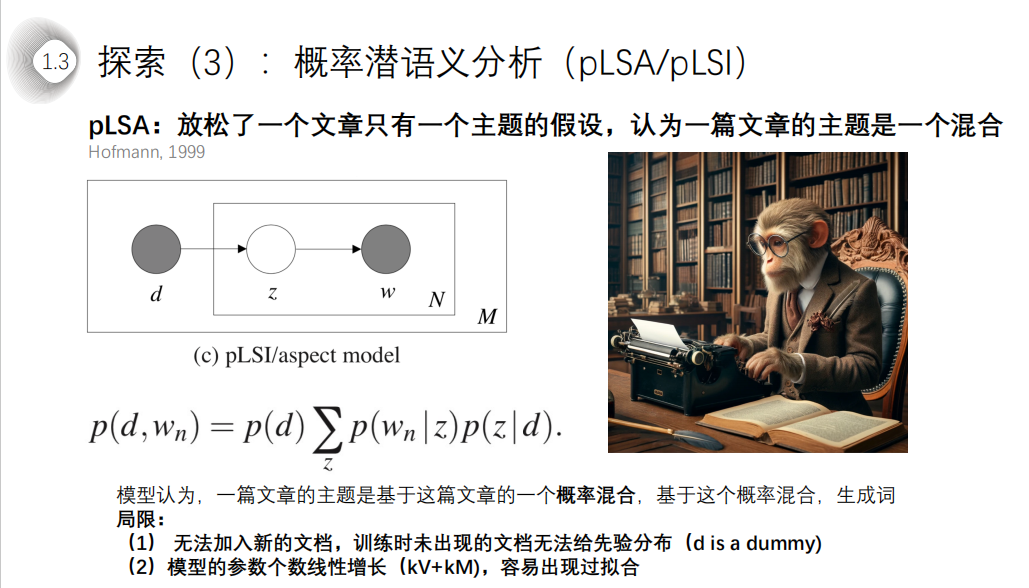 1.3
探索（3）：概率潜语义分析（pLSA/pLSI）
pLSA：放松了一个文章只有一个主题的假设，认为一篇文章的主题是一个混合
Hofmann, 1999
d
z
w
N
M
(c) pLSI/aspect model
p(d,wₙ) = p(d) ∑ p(wₙ|z)p(z|d).
z
模型认为，一篇文章的主题是基于这篇文章的一个概率混合，基于这个概率混合，生成词
局限：
（1） 无法加入新的文档，训练时未出现的文档无法给先验分布（d is a dummy)
（2）模型的参数个数线性增长（kV+kM)，容易出现过拟合